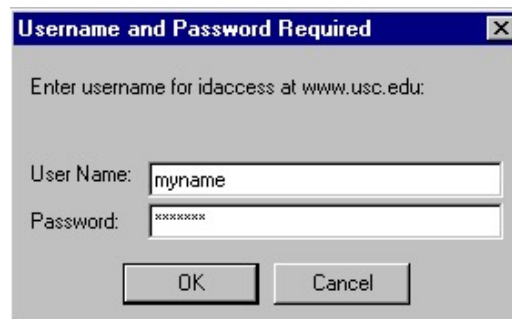 Username and Password Required
Enter username for idaccess at www.usc.edu:
User Name: myname
Password: *******
OK Cancel